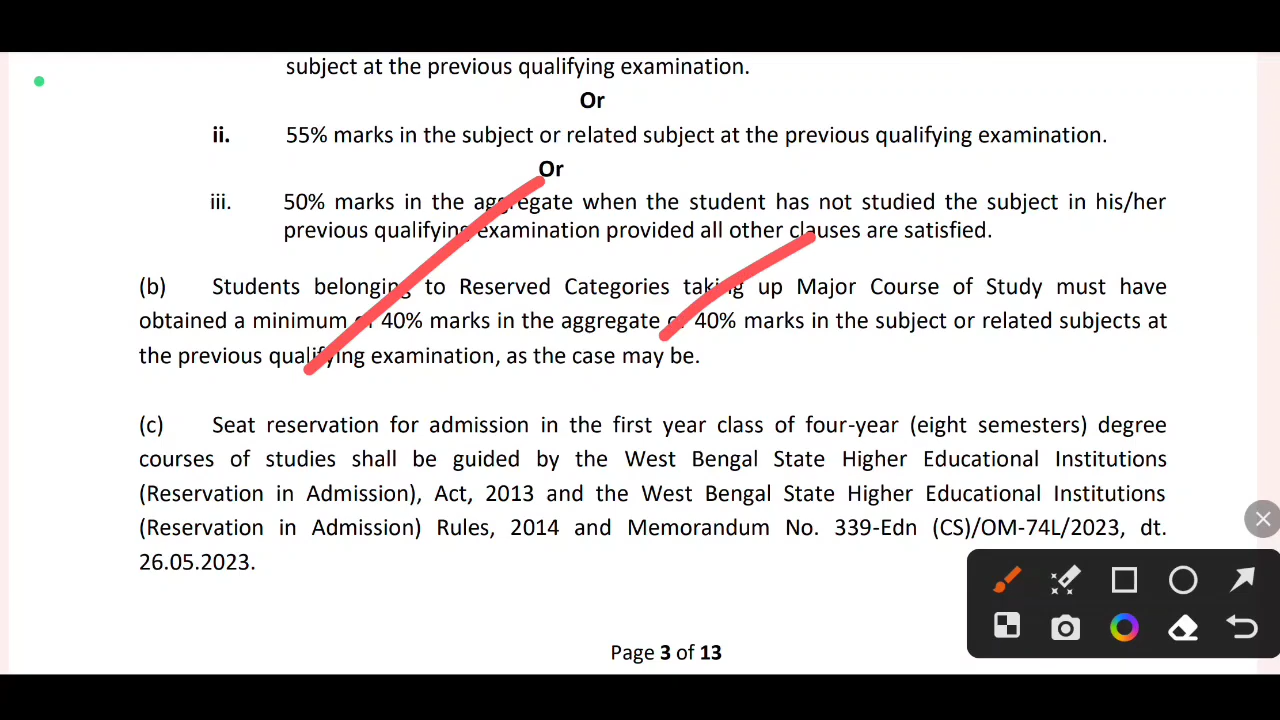 subject at the previous qualifying examination.
Or
ii. 55% marks in the subject or related subject at the previous qualifying examination.
Or
iii. 50% marks in the aggregate when the student has not studied the subject in his/her
previous qualifying examination provided all other clauses are satisfied.
(b) Students belonging to Reserved Categories taking up Major Course of Study must have
obtained a minimum of 40% marks in the aggregate or 40% marks in the subject or related subjects at
the previous qualifying examination, as the case may be.
(c) Seat reservation for admission in the first year class of four-year (eight semesters) degree
courses of studies shall be guided by the West Bengal State Higher Educational Institutions
(Reservation in Admission), Act, 2013 and the West Bengal State Higher Educational Institutions
(Reservation in Admission) Rules, 2014 and Memorandum No. 339-Edn (CS)/OM-74L/2023, dt.
26.05.2023.
Page 3 of 13